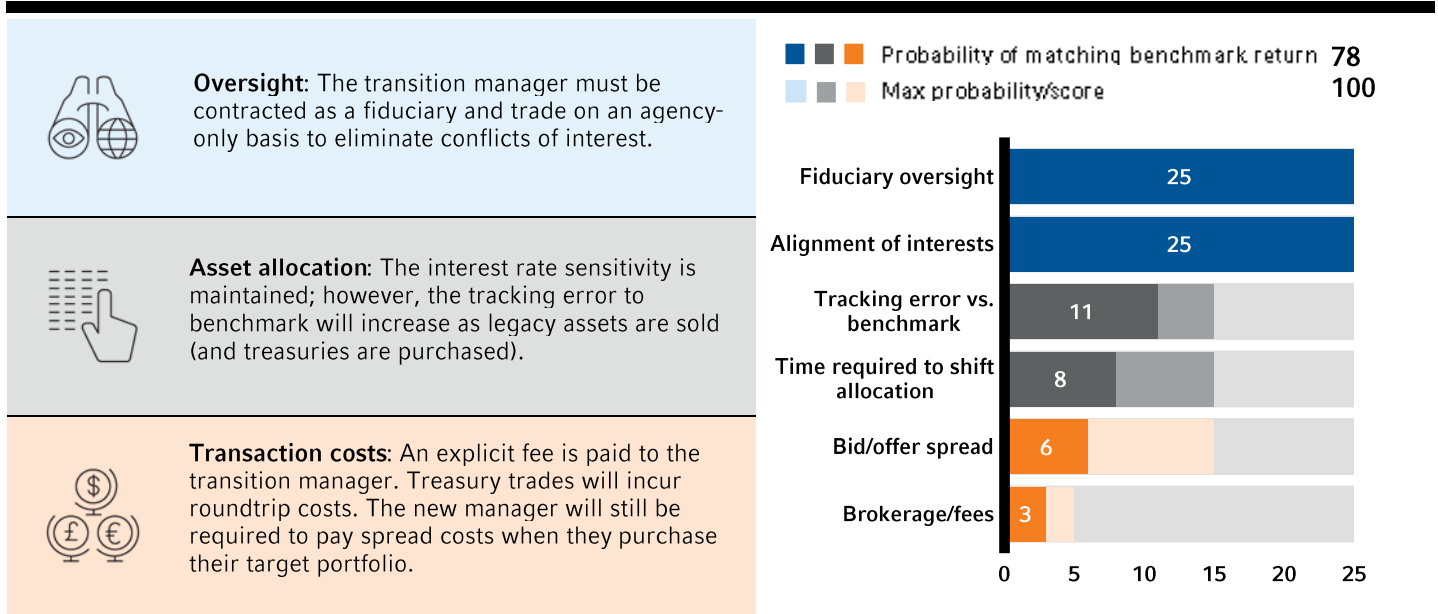 Oversight: The transition manager must be
contracted as a fiduciary and trade on an agency-
only basis to eliminate conflicts of interest.
Asset allocation: The interest rate sensitivity is
maintained; however, the tracking error to
benchmark will increase as legacy assets are sold
(and treasuries are purchased).
Transaction costs: An explicit fee is paid to the
transition manager. Treasury trades will incur
roundtrip costs. The new manager will still be
required to pay spread costs when they purchase
their target portfolio.
$
£ €
Probability of matching benchmark return 78
Max probability/score 100
Fiduciary oversight 25
Alignment of interests 25
Tracking error vs.
benchmark 11
Time required to shift
allocation 8
Bid/offer spread 6
Brokerage/fees 3
0 5 10 15 20 25